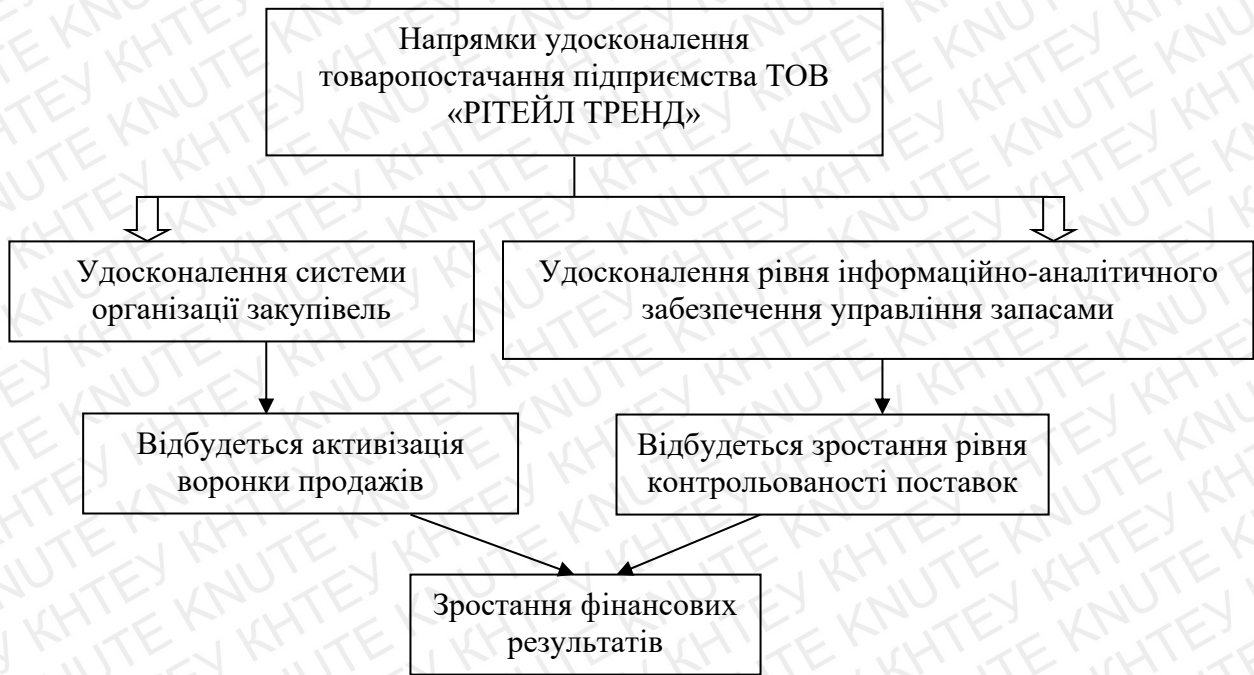 Напрямки удосконалення
товаропостачання підприємства ТОВ
«РІТЕЙЛ ТРЕНД»
Удосконалення системи
організації закупівель
Удосконалення рівня інформаційно-аналітичного
забезпечення управління запасами
Відбудеться активізація
воронки продажів
Відбудеться зростання рівня
контрольованості поставок
Зростання фінансових
результатів